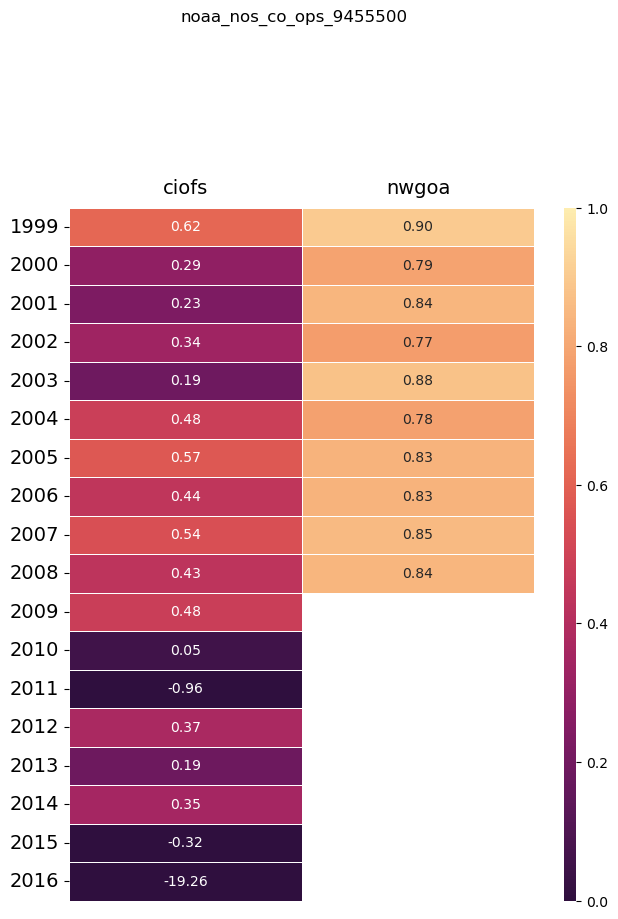 noaa_nos_co_ops_9455500
ciofs nwgoa
1999 0.62 0.90 1.0
2000 0.29 0.79
2001 0.23 0.84
2002 0.34 0.77 0.8
2003 0.19 0.88
2004 0.48 0.78
2005 0.57 0.83
2006 0.44 0.83 0.6
2007 0.54 0.85
2008 0.43 0.84
2009 0.48 0.4
2010 0.05
2011 -0.96
2012 0.37
2013 0.19 0.2
2014 0.35
2015 -0.32
2016 -19.26 0.0